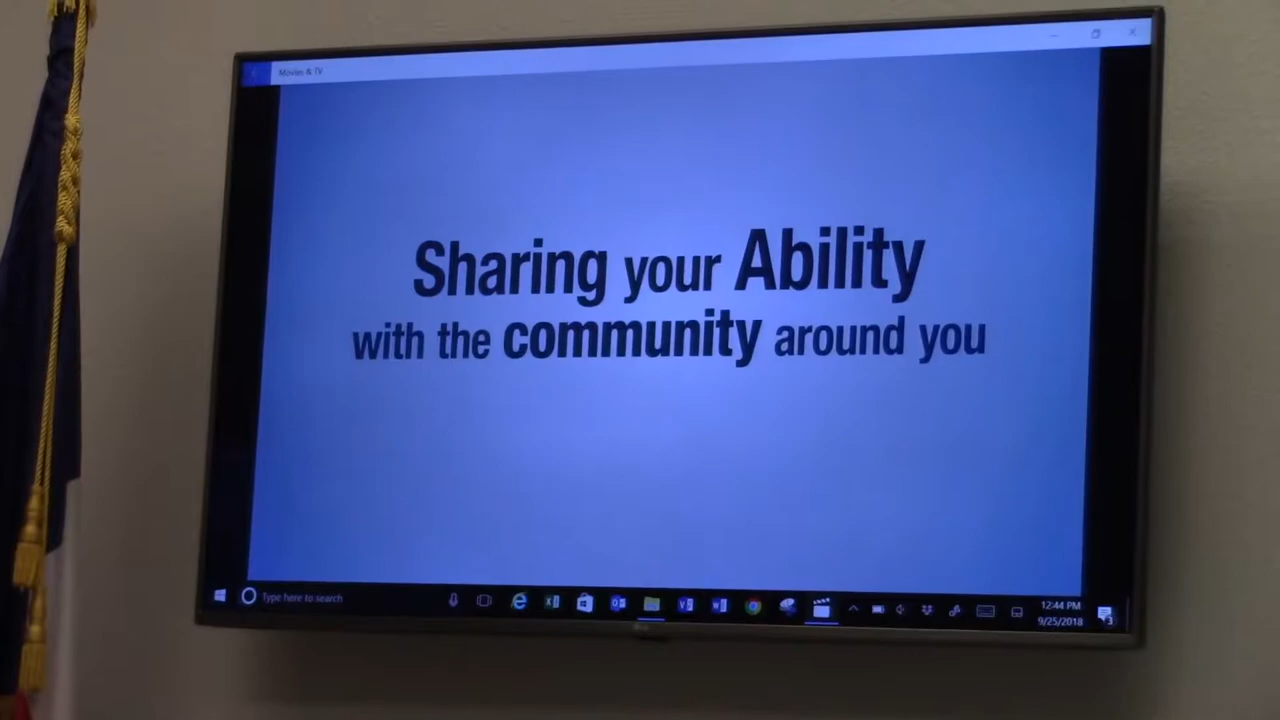 Movies & TV
Sharing your Ability
with the community around you
Type here to search
12:44 PM
9/25/2018
3